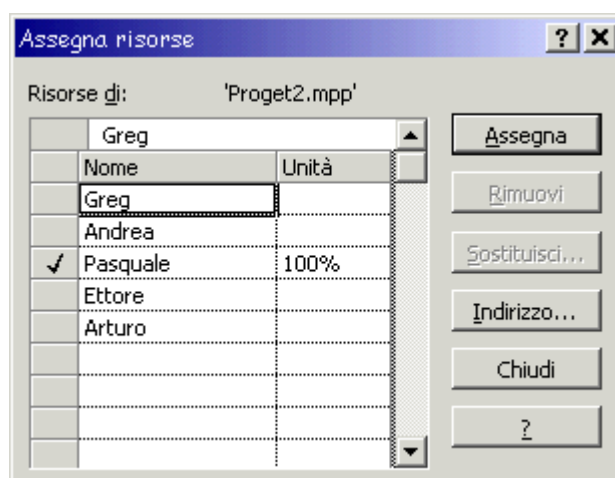 Assegna risorse
Risorse di: 'Proget2.mpp'
Greg
Nome Unità
Greg
Andrea
✓ Pasquale 100%
Ettore
Arturo
Assegna
Rimuovi
Sostituisci...
Indirizzo...
Chiudi
?